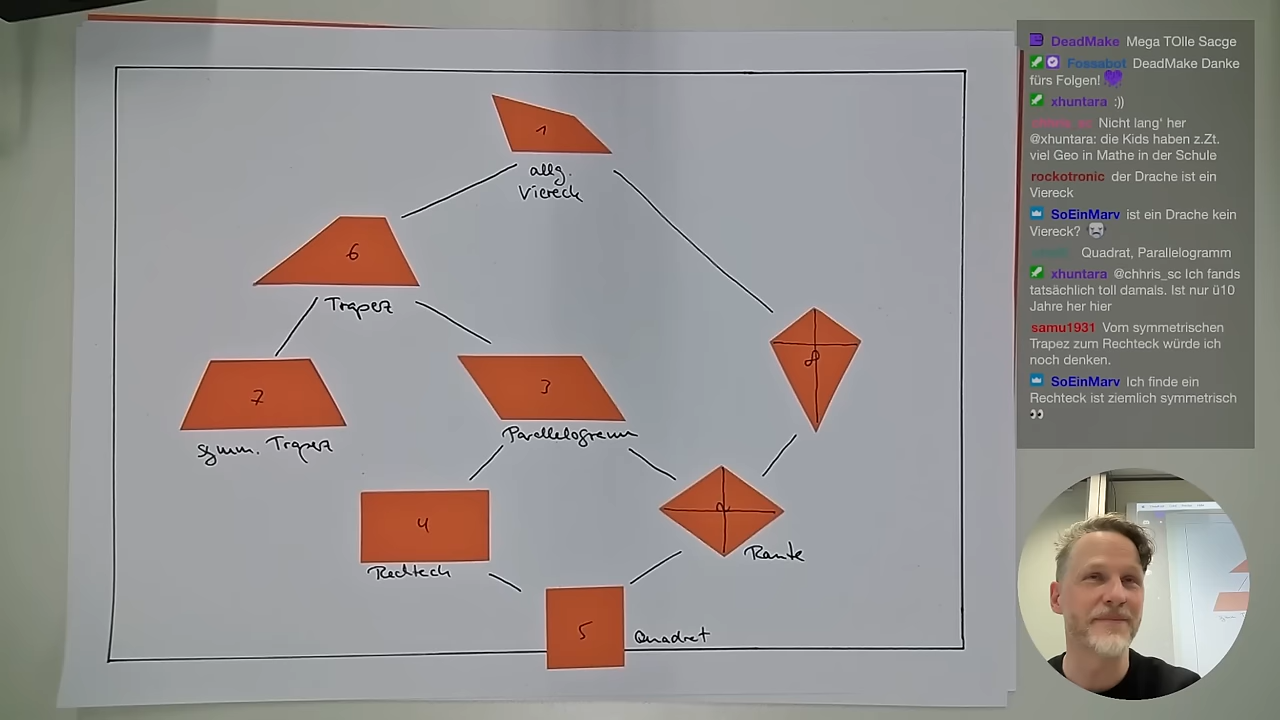 1
allg.
Viereck
6
Trapez
7
symm. Trapez
3
Parallelogramm
8
4
Rechteck
2
Raute
5
Quadrat
DeadMake Mega TOlle Sacge
Fossabot DeadMake Danke
fürs Folgen!
xhuntara :))
Nicht lang' her
@xhuntara: die Kids haben z.Zt.
viel Geo in Mathe in der Schule
rockotronic der Drache ist ein
Viereck
SoEinMarv ist ein Drache kein
Viereck?
Quadrat, Parallelogramm
xhuntara @chhris_sc Ich fands
tatsächlich toll damals. Ist nur ü10
Jahre her hier
samu1931 Vom symmetrischen
Trapez zum Rechteck würde ich
noch denken.
SoEinMarv Ich finde ein
Rechteck ist ziemlich symmetrisch